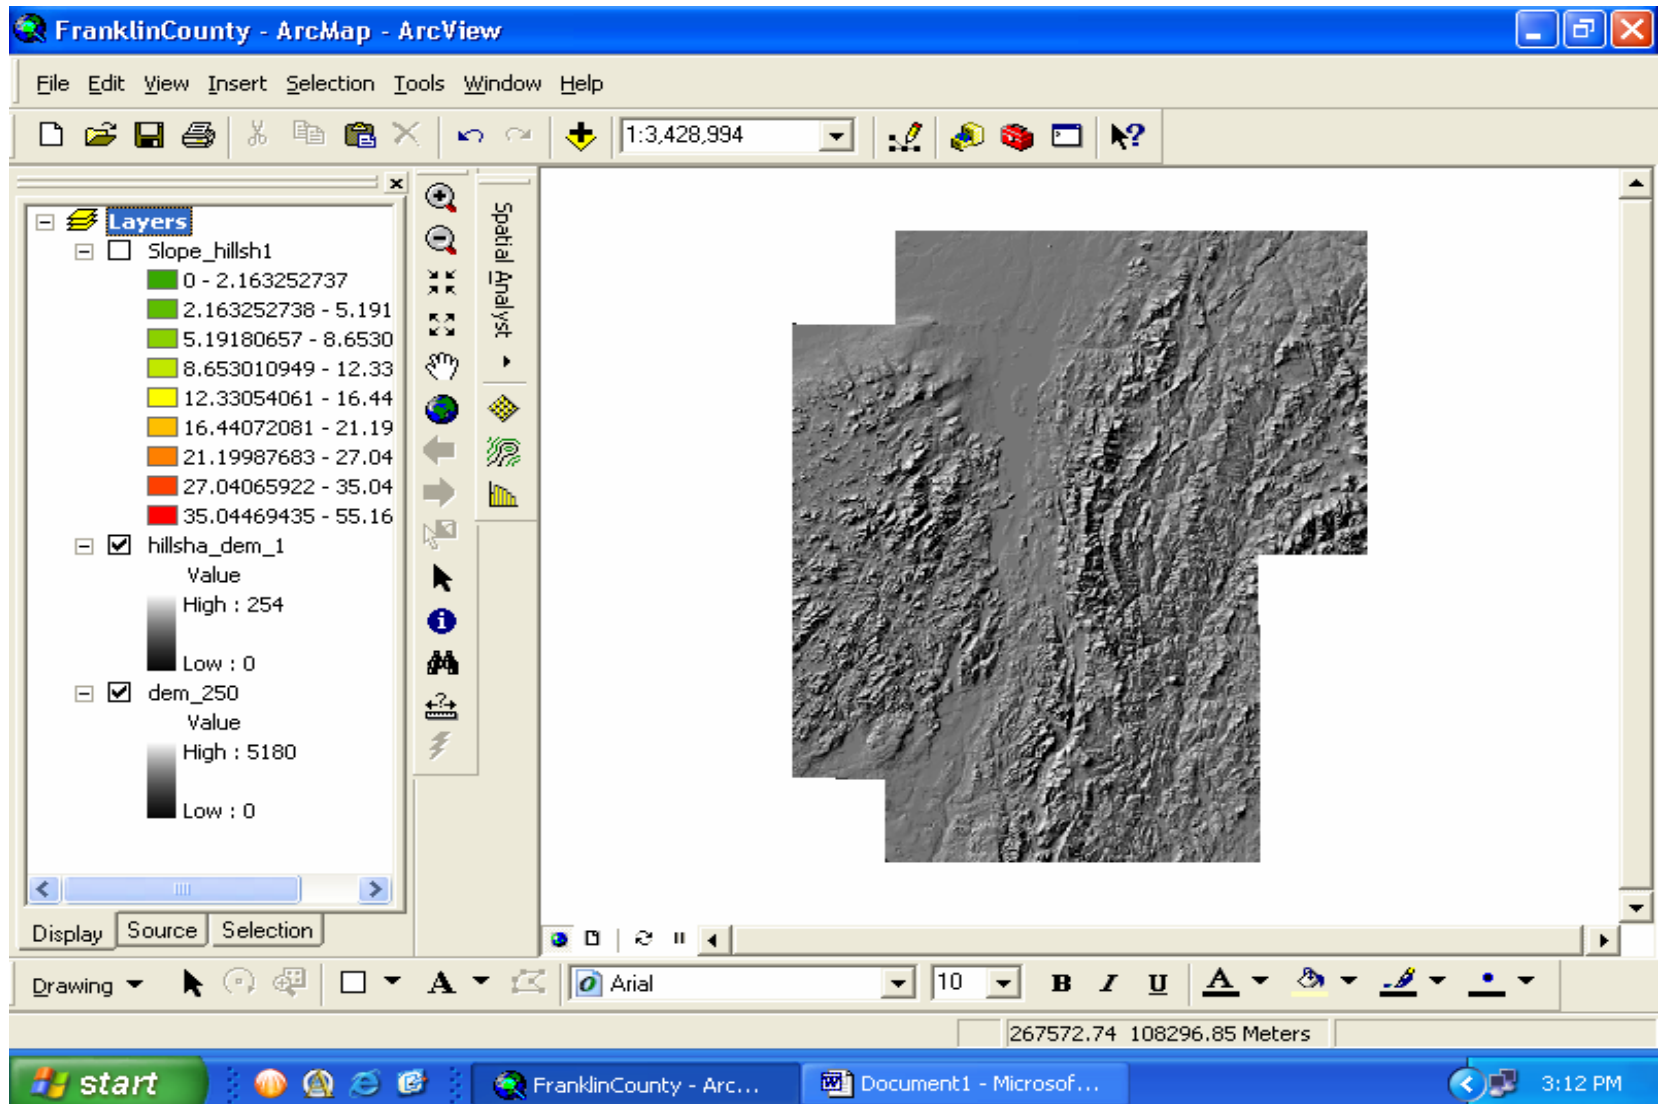 FranklinCounty - ArcMap - ArcView
File Edit View Insert Selection Tools Window Help
1:3,428,994
Layers
Slope_hillsh1
0 - 2.163252737
2.163252738 - 5.191
5.19180657 - 8.6530
8.653010949 - 12.33
12.33054061 - 16.44
16.44072081 - 21.19
21.19987683 - 27.04
27.04065922 - 35.04
35.04469435 - 55.16
hillsha_dem_1
Value
High : 254
Low : 0
dem_250
Value
High : 5180
Low : 0
Display Source Selection
Spatial Analyst
Drawing A Arial 10 B I U A
267572.74 108296.85 Meters
start FranklinCounty - Arc... Document1 - Microsof... 3:12 PM